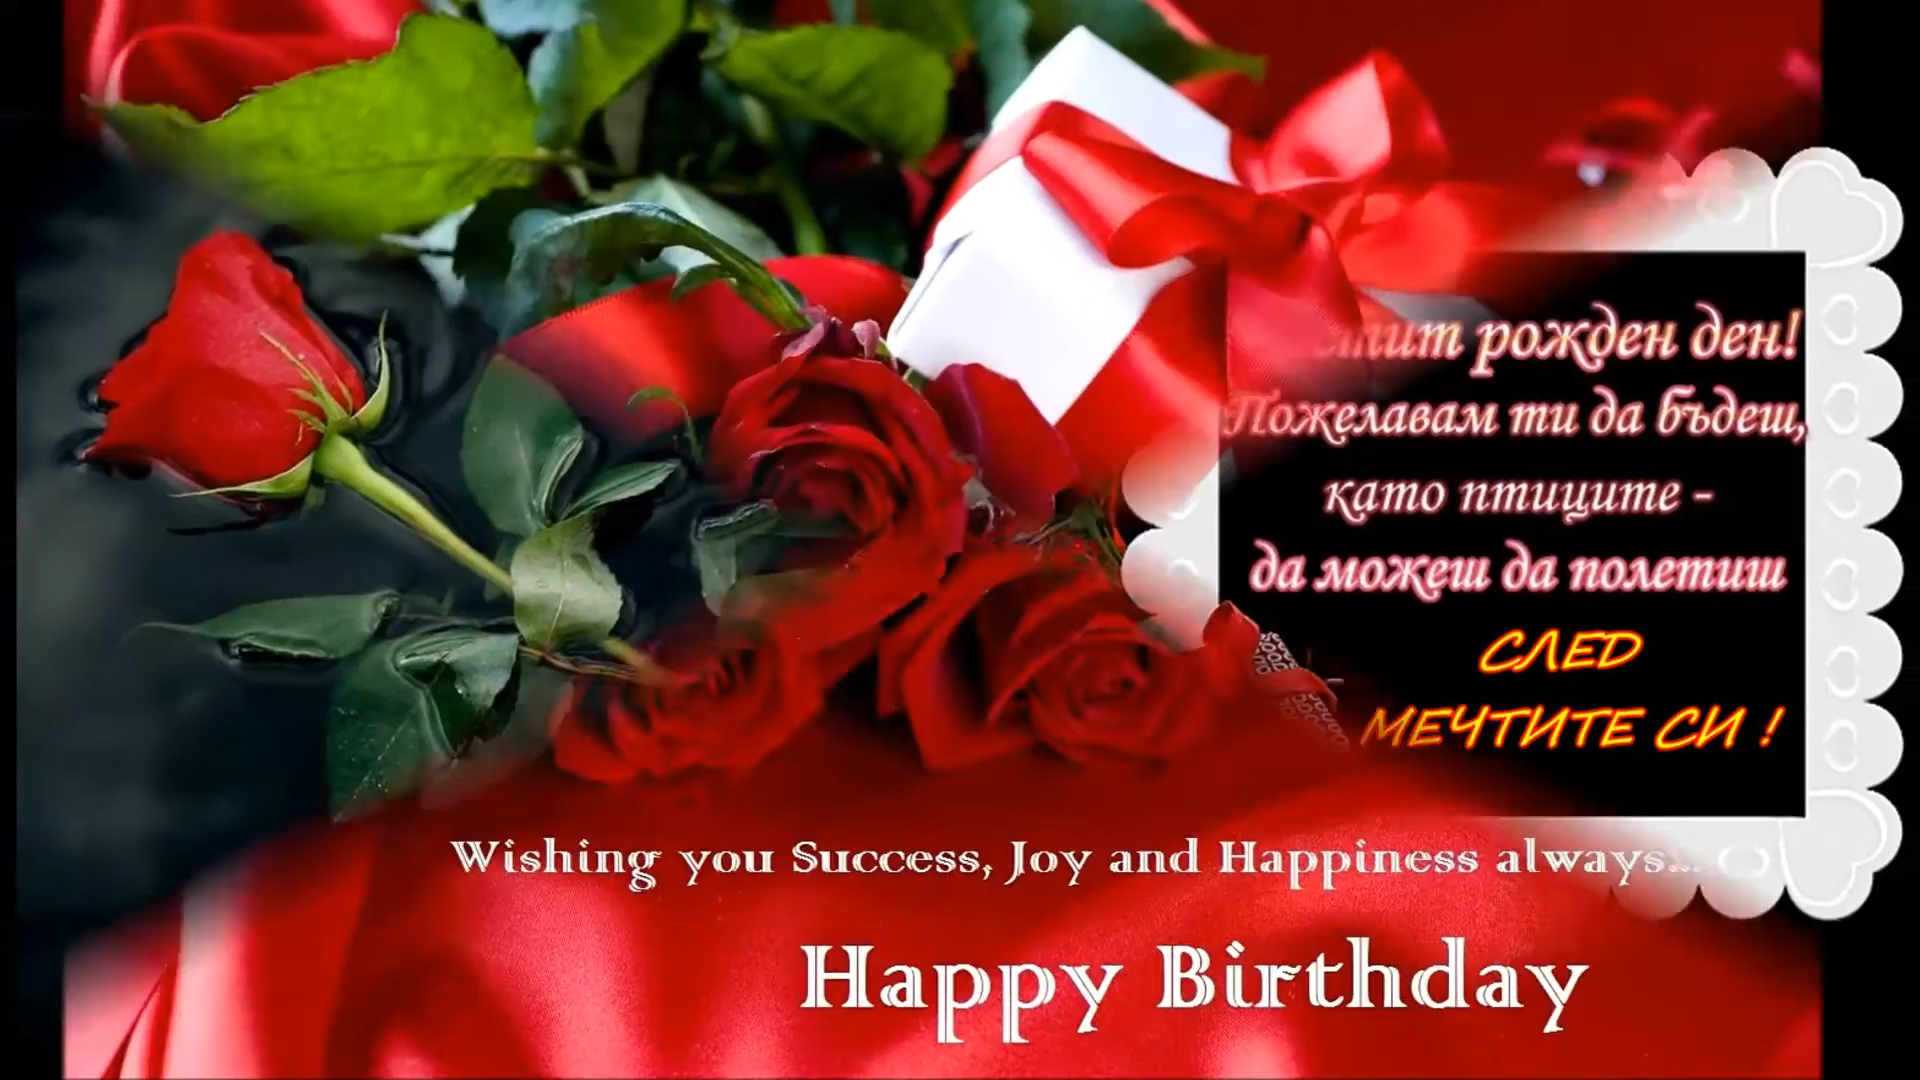 рожден ден!
Пожелавам ти да бъдеш,
като птиците -
да можеш да полетиш
СЛЕД
МЕЧТИТЕ СИ !
Wishing you Success, Joy and Happiness always...
Happy Birthday